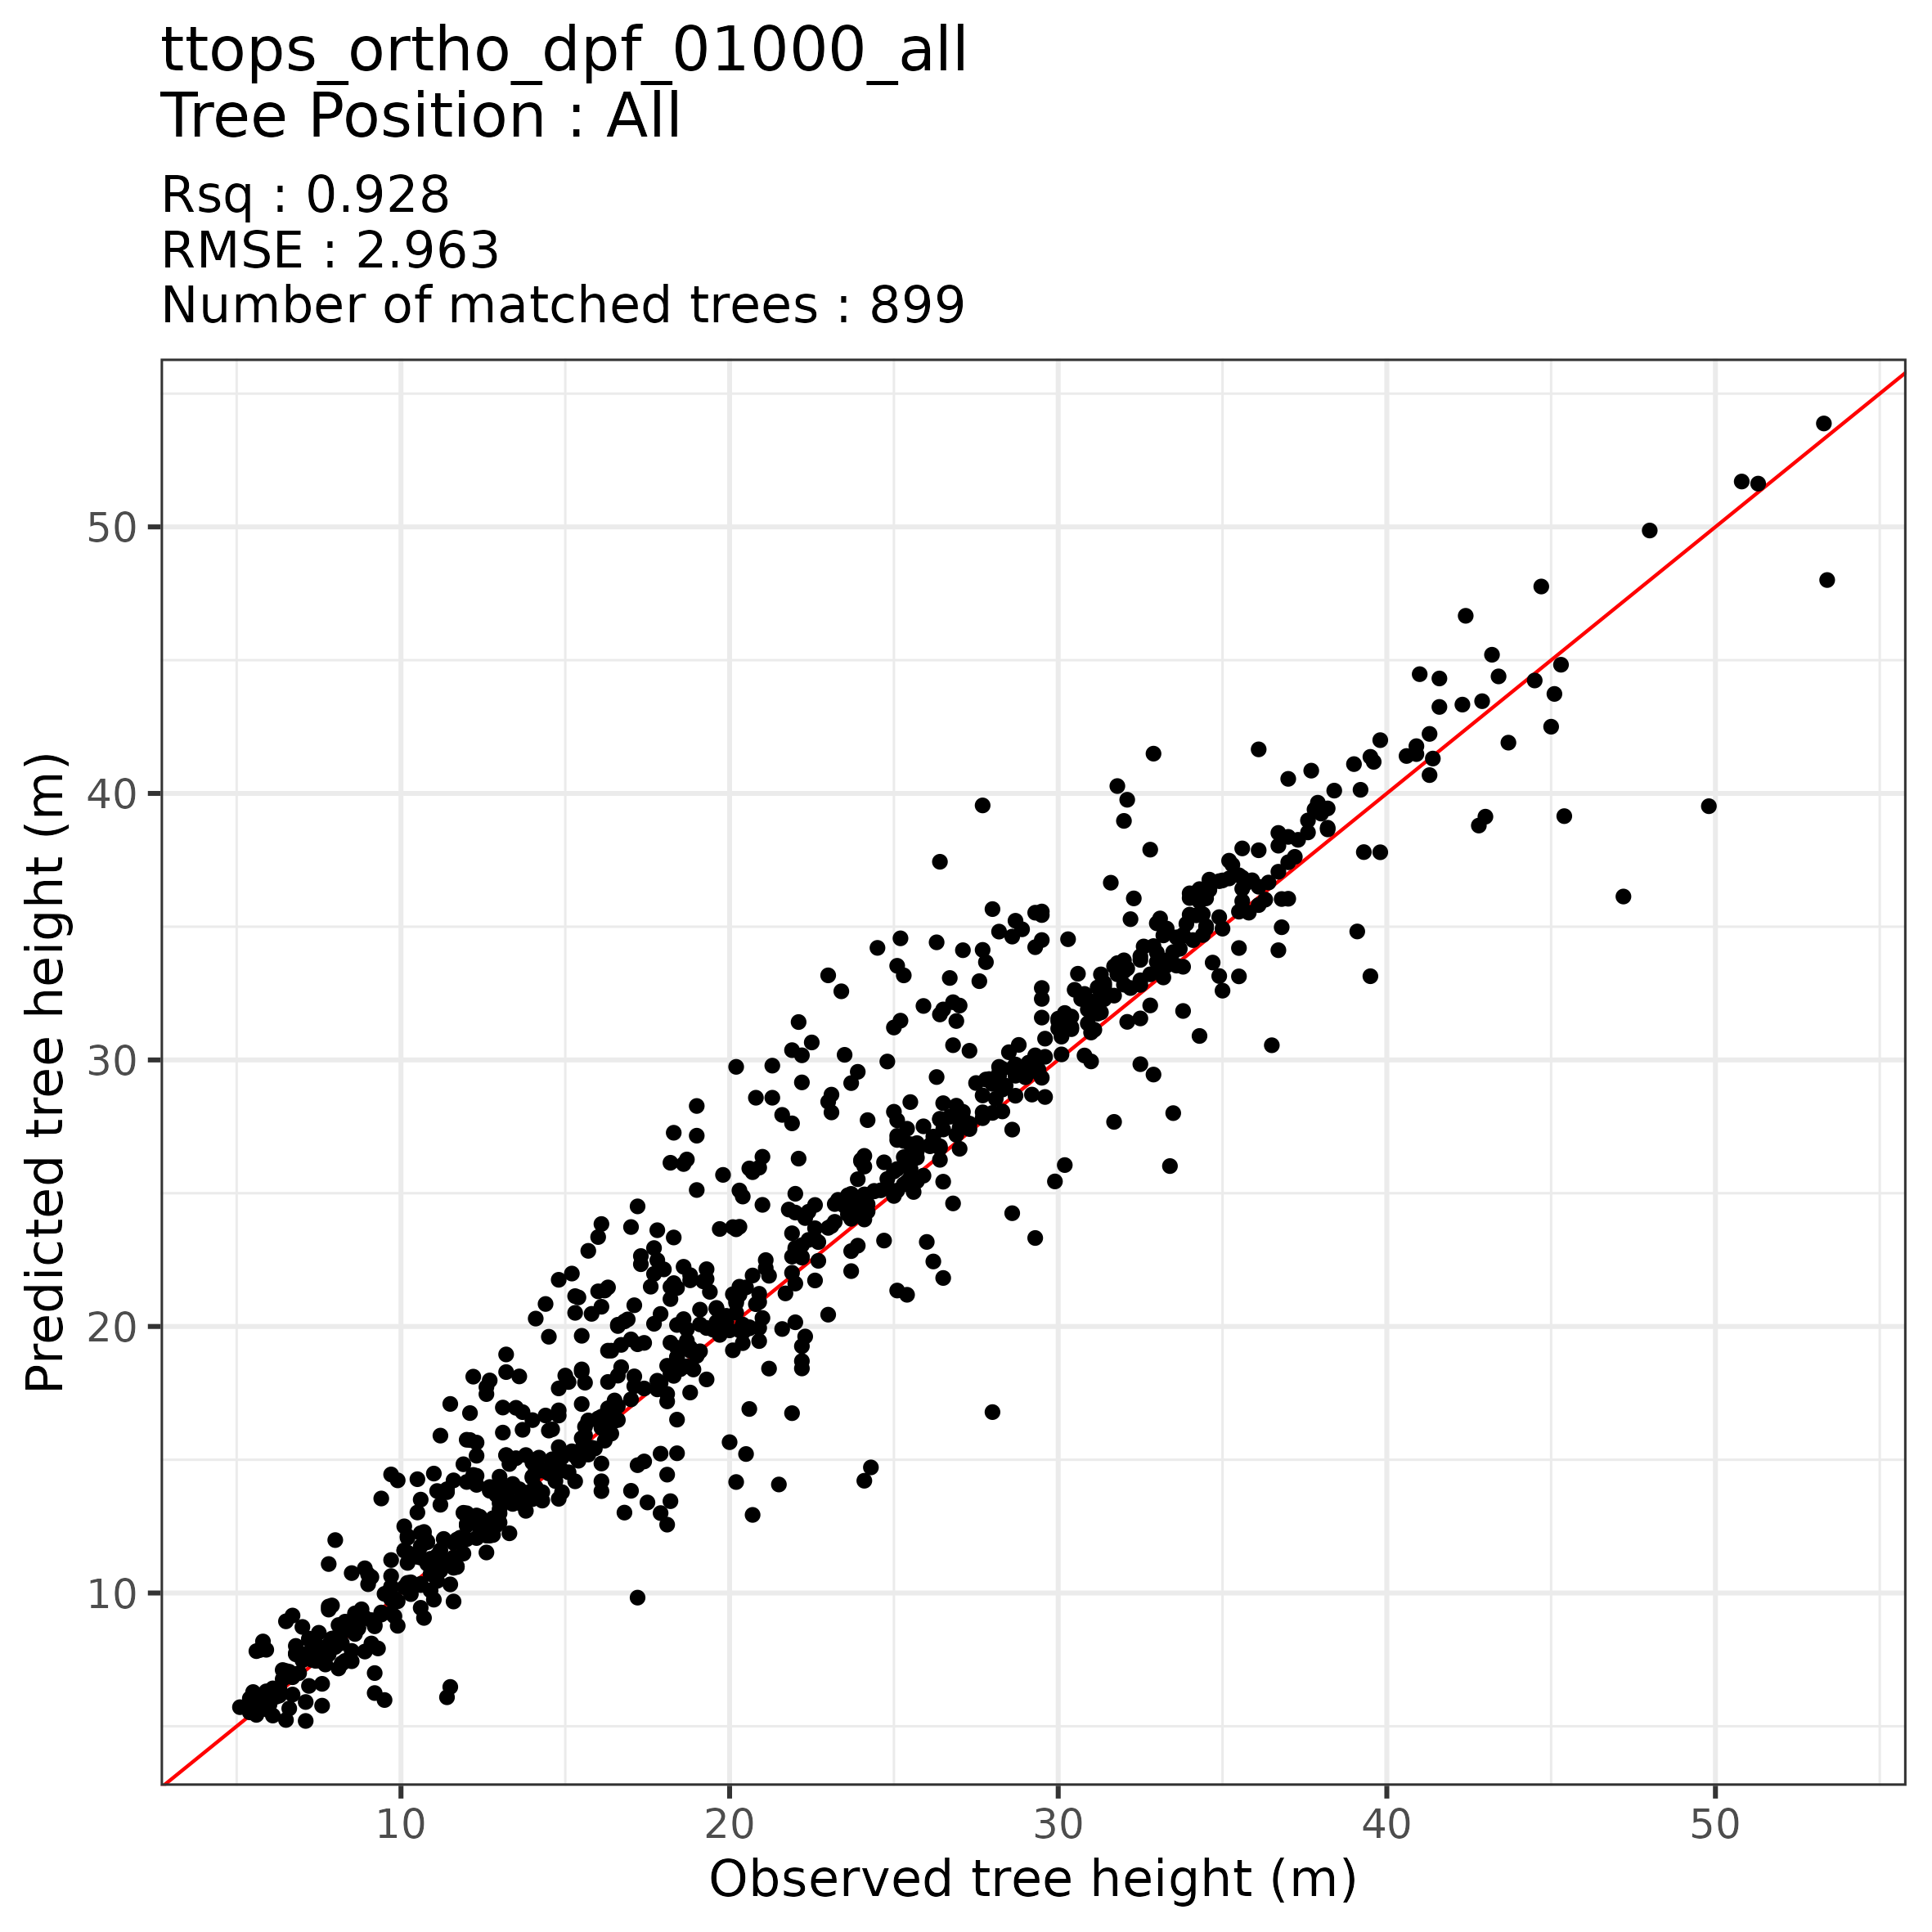 ttops_ortho_dpf_01000_all
Tree Position : All
Rsq : 0.928
RMSE : 2.963
Number of matched trees : 899
Predicted tree height (m)
50
40
30
20
10
10 20 30 40 50
Observed tree height (m)